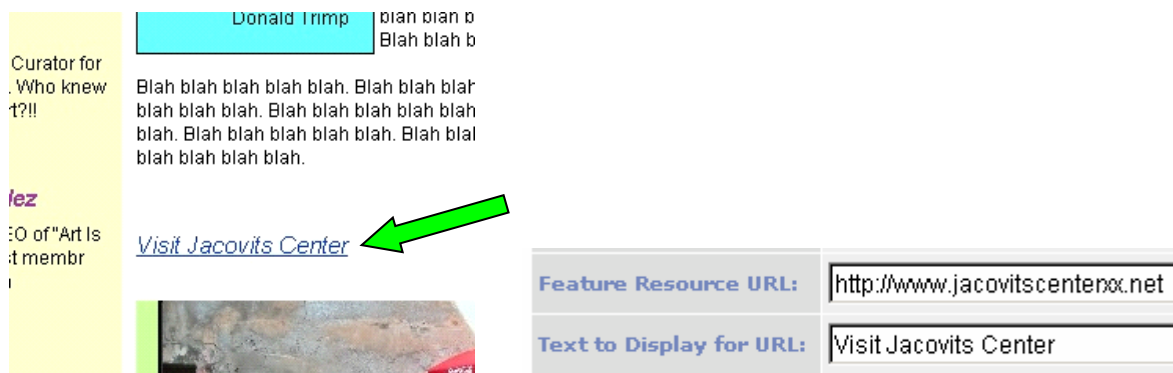 Donald Trimp
blah blah b
Blah blah b
Curator for
. Who knew
t?!!
Blah blah blah blah blah. Blah blah blah
blah blah blah. Blah blah blah blah blah
blah. Blah blah blah blah blah. Blah blal
blah blah blah blah.
lez
EO of "Art Is
st membr
Visit Jacovits Center
Feature Resource URL: http://www.jacovitscenterxx.net
Text to Display for URL: Visit Jacovits Center